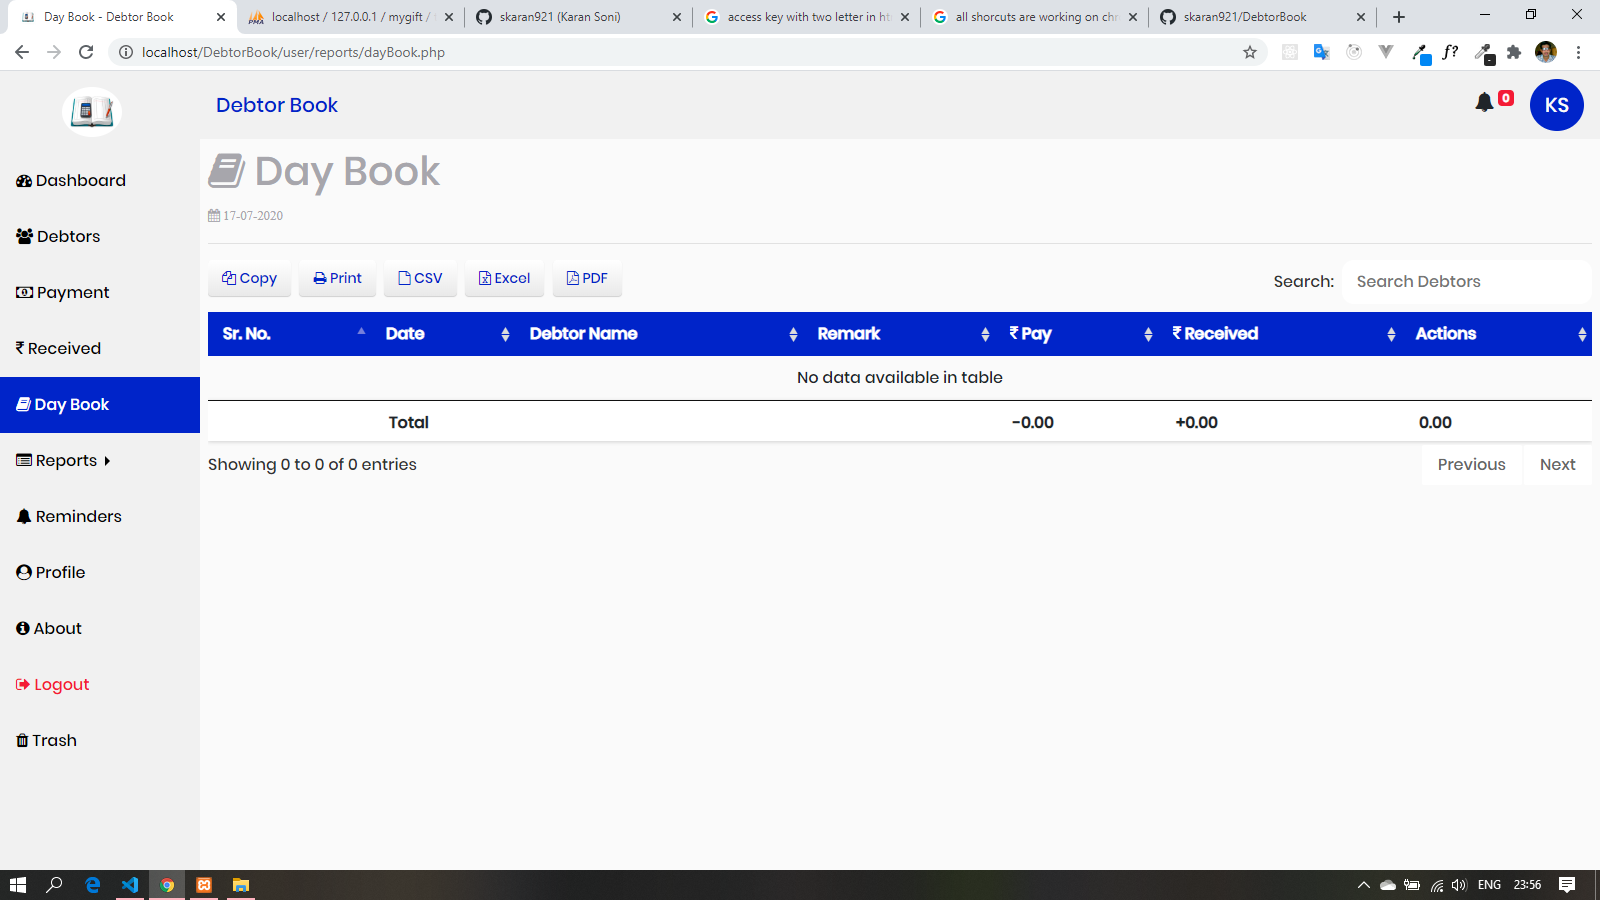 Day Book - Debtor Book
localhost / 127.0.0.1 / mygift /
skaran921 (Karan Soni)
access key with two letter in ht
all shorcuts are working on chr
skaran921/DebtorBook
localhost/DebtorBook/user/reports/dayBook.php
Debtor Book
0
KS
Day Book
17-07-2020
Dashboard
Debtors
Payment
₹ Received
Day Book
Reports
Reminders
Profile
About
Logout
Trash
Copy
Print
CSV
Excel
PDF
Search: Search Debtors
Sr. No. Date Debtor Name Remark ₹ Pay ₹ Received Actions
No data available in table
Total -0.00 +0.00 0.00
Showing 0 to 0 of 0 entries
Previous Next
ENG 23:56